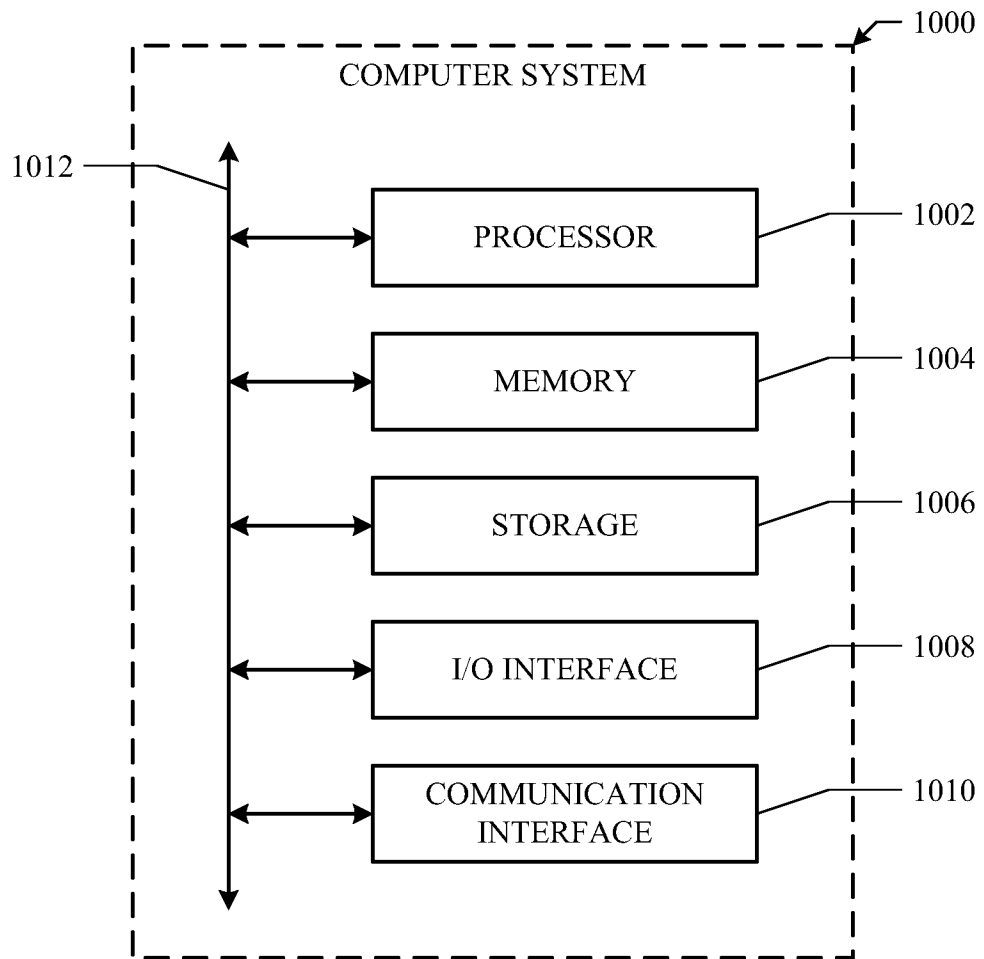 1000
COMPUTER SYSTEM
1012
PROCESSOR
1002
MEMORY
1004
STORAGE
1006
I/O INTERFACE
1008
COMMUNICATION
INTERFACE
1010